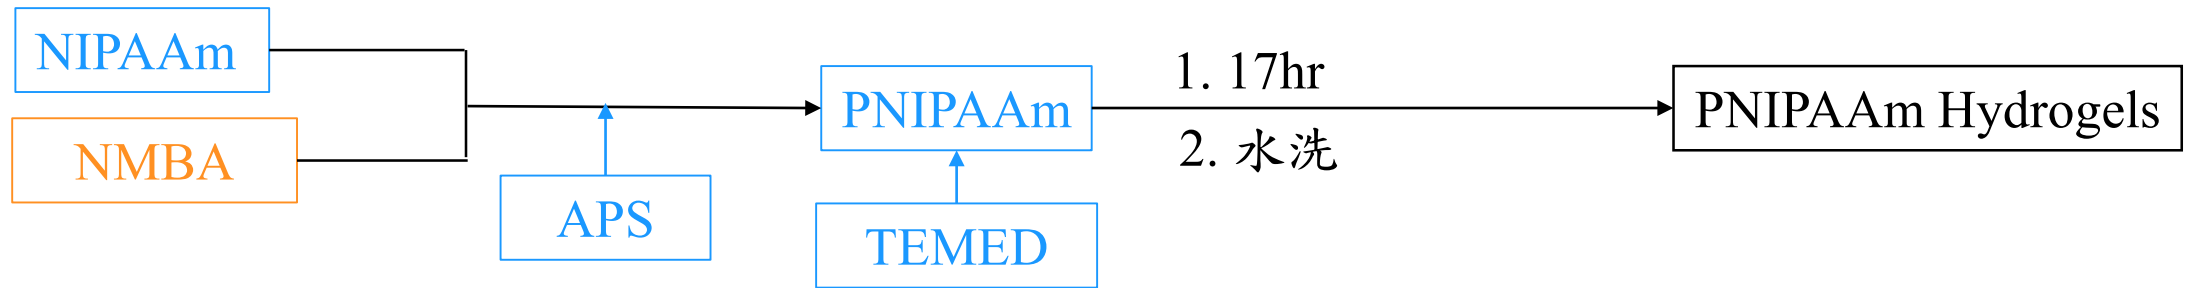 NIPAAm
NMBA
APS
PNIPAAm
TEMED
1. 17hr
2. 水洗
PNIPAAm Hydrogels